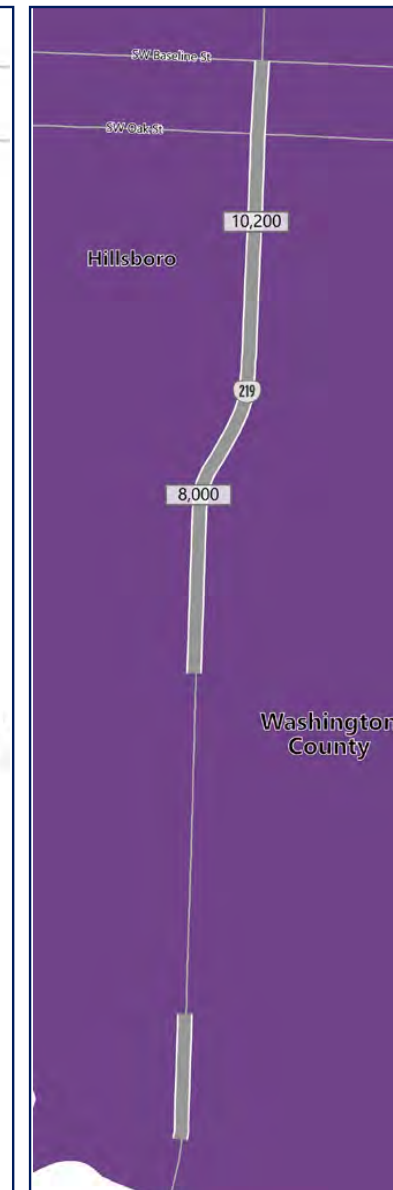 SW Baseline St
SW Oak St
10,200
Hillsboro
219
8,000
Washington
County